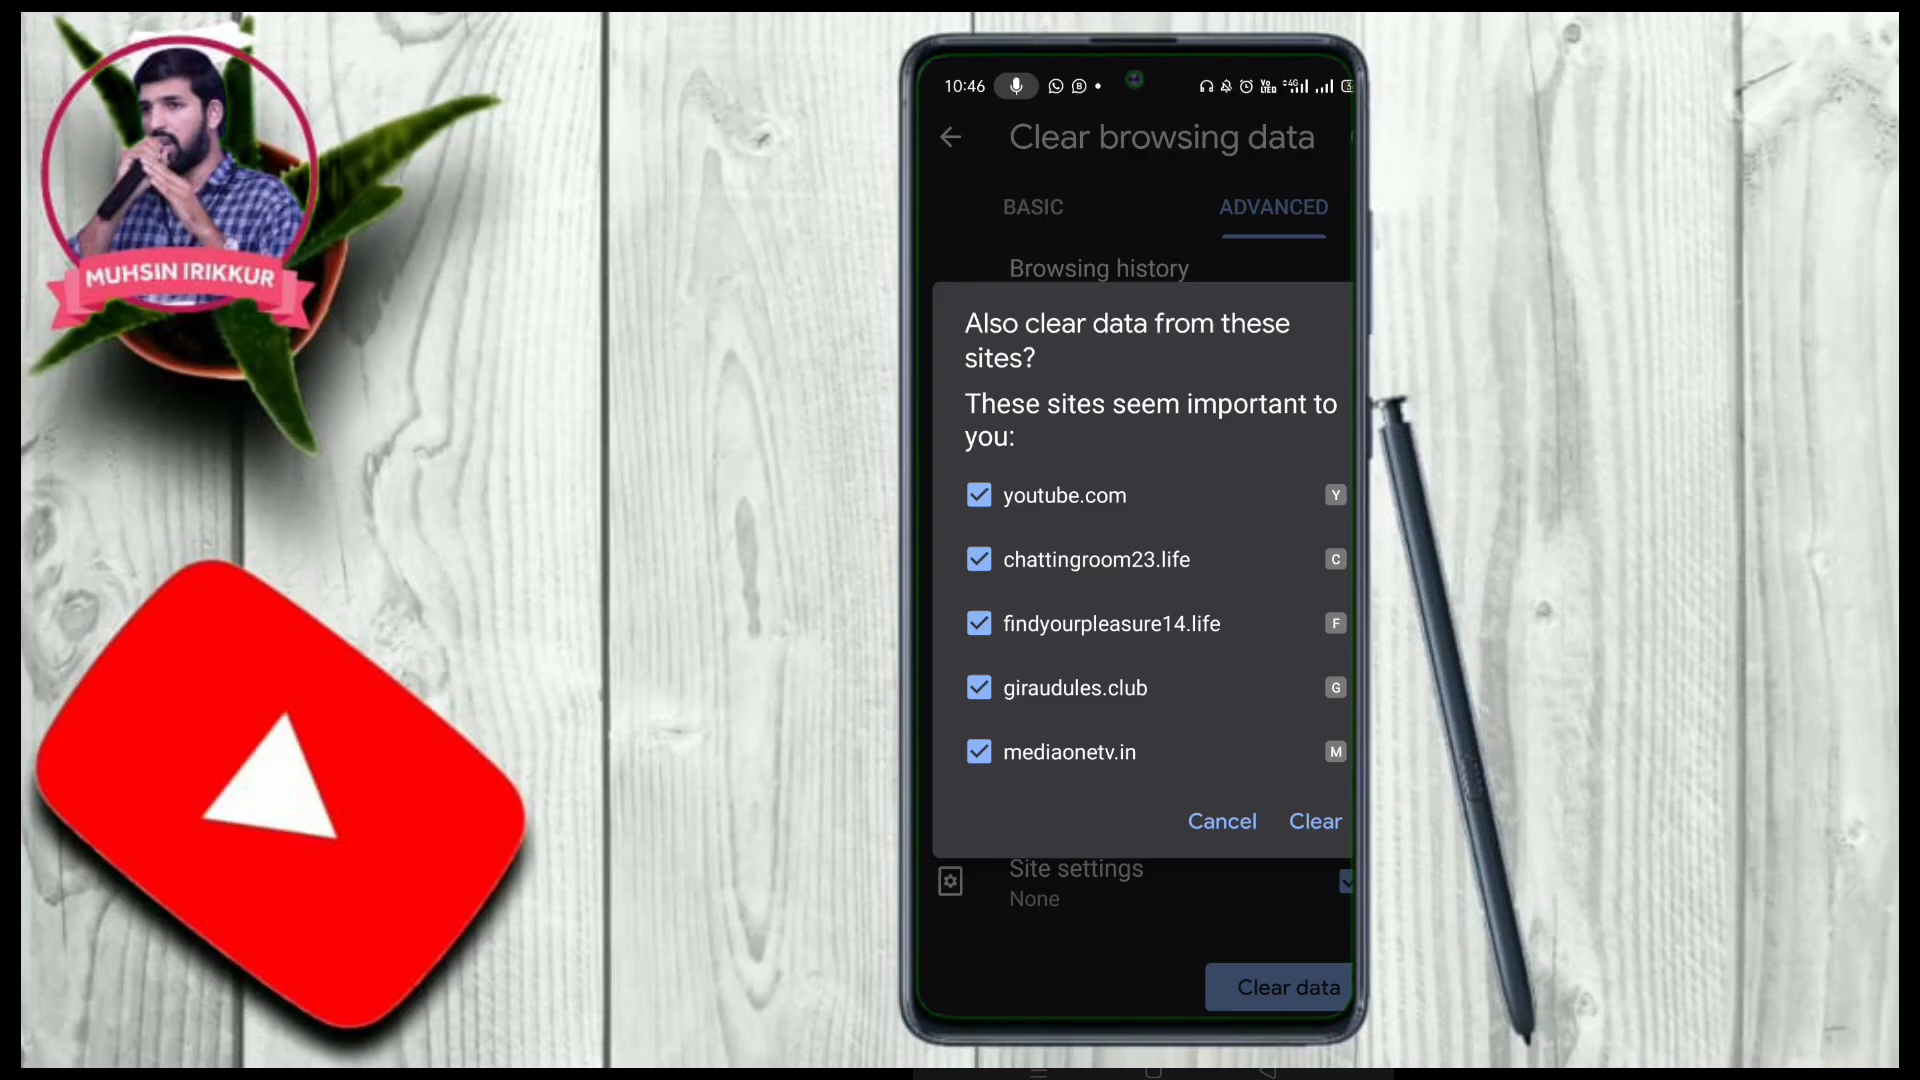 MUHSIN IRIKKUR
10:46
Clear browsing data
BASIC
ADVANCED
Browsing history
Also clear data from these
sites?
These sites seem important to
you:
youtube.com
Y
chattingroom23.life
C
findyourpleasure14.life
F
giraudules.club
G
mediaonetv.in
M
Cancel
Clear
Site settings
None
Clear data